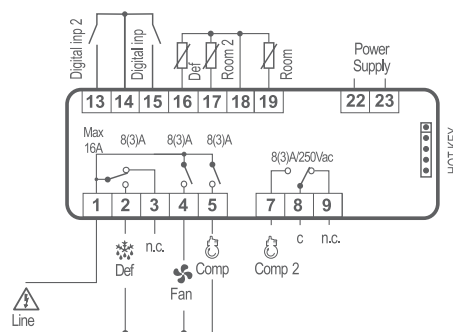 Digital inp 2
Digital inp
Def
Room 2
Room
Power
Supply
13 14 15 16 17 18 19 22 23
Max
16A
8(3)A 8(3)A 8(3)A
8(3)A/250Vac
HOT KEY
1 2 3 4 5 7 8 9
n.c.
c
n.c.
Def
Fan
Comp
Comp 2
Line